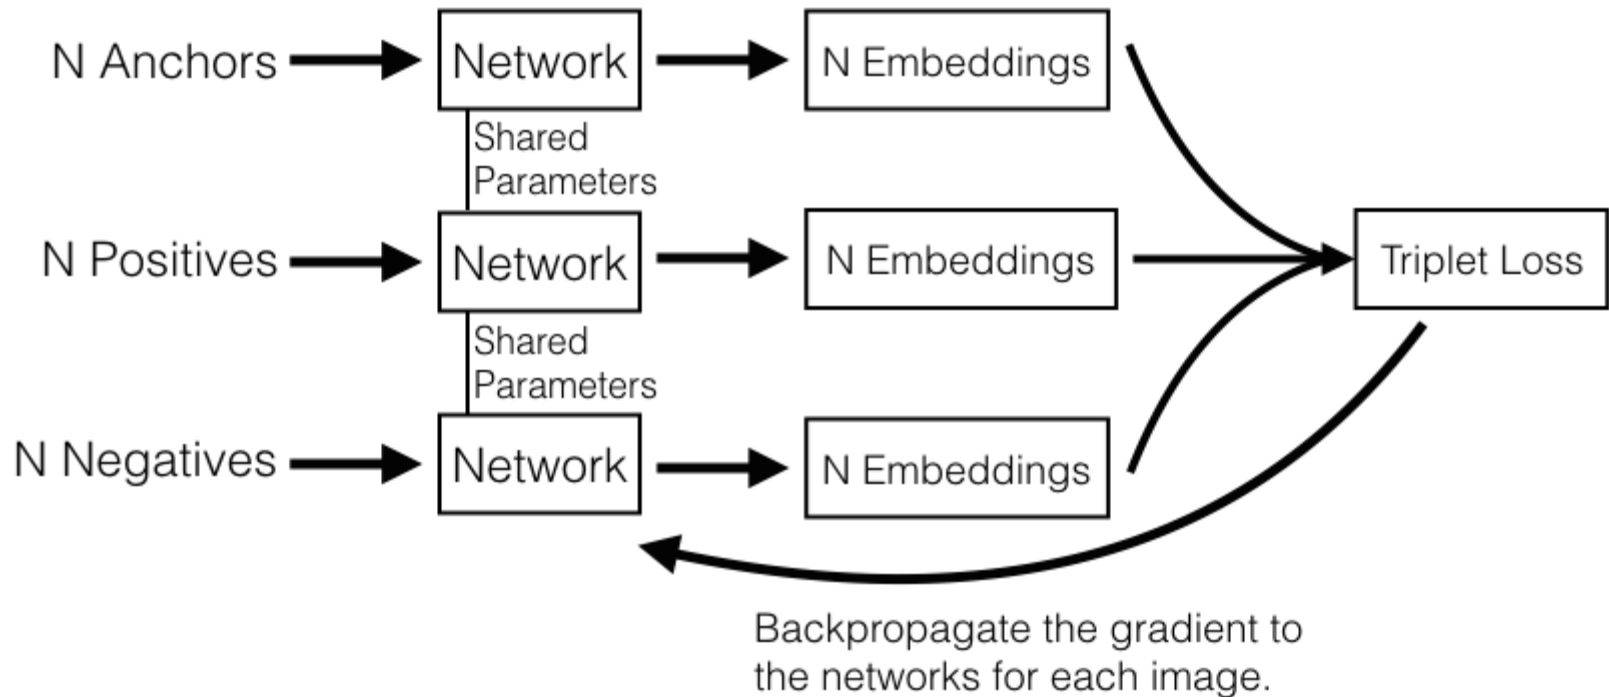 N Anchors
Network
N Embeddings
Shared
Parameters
N Positives
Network
N Embeddings
Triplet Loss
Shared
Parameters
N Negatives
Network
N Embeddings
Backpropagate the gradient to
the networks for each image.